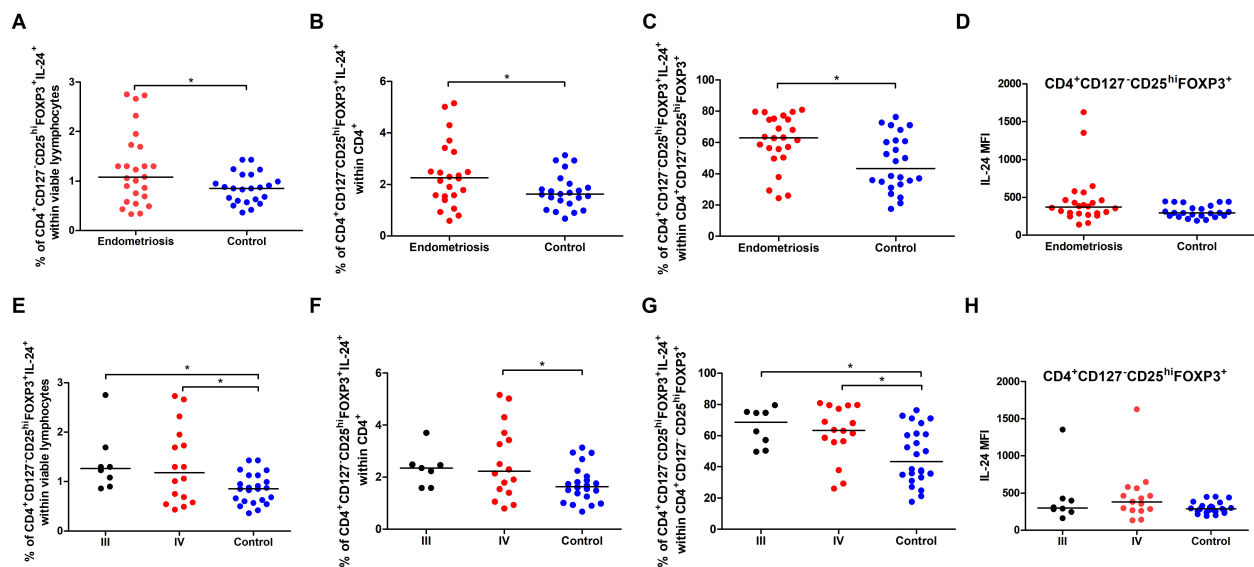 A
% of CD4⁺CD127⁻CD25ʰⁱFOXP3⁺IL-24⁺
within viable lymphocytes
3
2
1
0
*
Endometriosis
Control
B
% of CD4⁺CD127⁻CD25ʰⁱFOXP3⁺IL-24⁺
within CD4⁺
6
4
2
0
*
Endometriosis
Control
C
% of CD4⁺CD127⁻CD25ʰⁱFOXP3⁺IL-24⁺
within CD4⁺CD127⁻CD25ʰⁱFOXP3⁺
100
80
60
40
20
0
*
Endometriosis
Control
D
CD4⁺CD127⁻CD25ʰⁱFOXP3⁺
IL-24 MFI
2000
1500
1000
500
0
Endometriosis
Control
E
% of CD4⁺CD127⁻CD25ʰⁱFOXP3⁺IL-24⁺
within viable lymphocytes
3
2
1
0
*
*
III
IV
Control
F
% of CD4⁺CD127⁻CD25ʰⁱFOXP3⁺IL-24⁺
within CD4⁺
6
4
2
0
*
III
IV
Control
G
% of CD4⁺CD127⁻CD25ʰⁱFOXP3⁺IL-24⁺
within CD4⁺CD127⁻ CD25ʰⁱFOXP3⁺
100
80
60
40
20
0
*
*
III
IV
Control
H
CD4⁺CD127⁻CD25ʰⁱFOXP3⁺
IL-24 MFI
2000
1500
1000
500
0
III
IV
Control